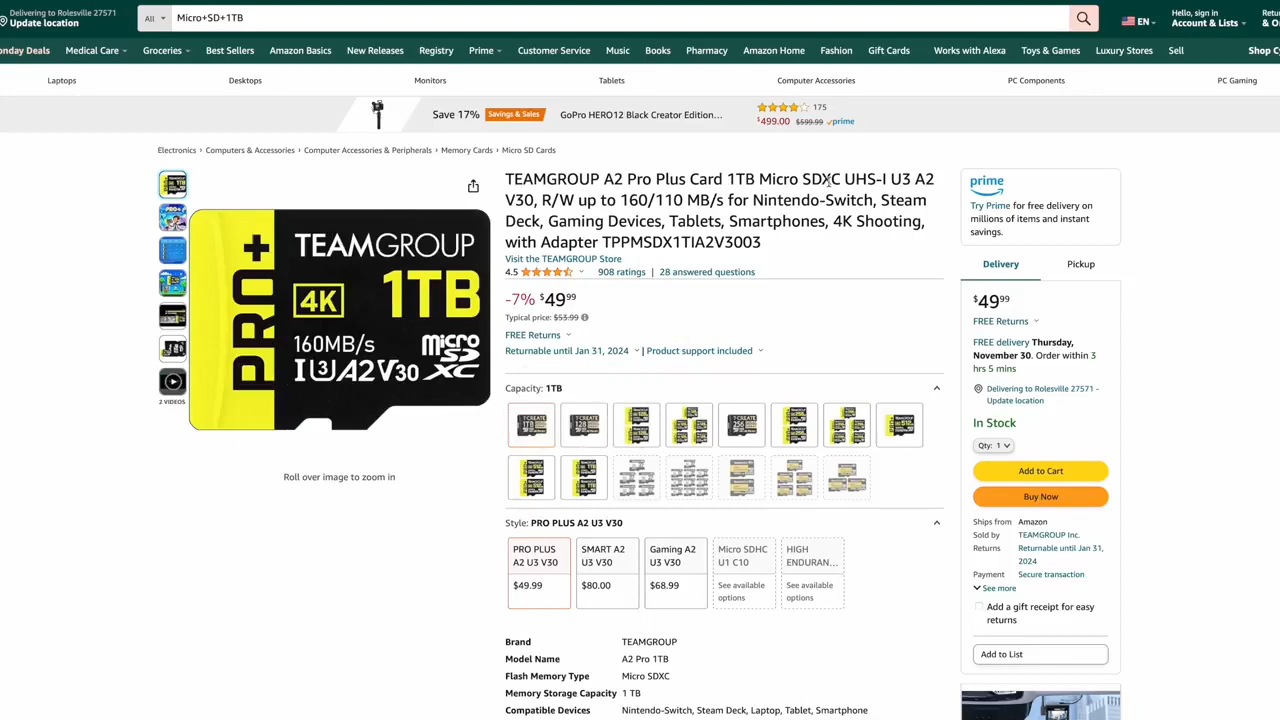 Delivering to Rolesville 27571
Update location
All
Micro+SD+1TB
EN
Hello, sign in
Account & Lists
Retu
& O
onday Deals
Medical Care
Groceries
Best Sellers
Amazon Basics
New Releases
Registry
Prime
Customer Service
Music
Books
Pharmacy
Amazon Home
Fashion
Gift Cards
Works with Alexa
Toys & Games
Luxury Stores
Sell
Shop C
Laptops
Desktops
Monitors
Tablets
Computer Accessories
PC Components
PC Gaming
Save 17%
Savings & Sales
GoPro HERO12 Black Creator Edition…
175
$499.00 $599.99 prime
Electronics › Computers & Accessories › Computer Accessories & Peripherals › Memory Cards › Micro SD Cards
2 VIDEOS
PRO+
TEAMGROUP
4K
1TB
160MB/s
micro
SD
XC
U3 A2 V30
Roll over image to zoom in
TEAMGROUP A2 Pro Plus Card 1TB Micro SDXC UHS-I U3 A2
V30, R/W up to 160/110 MB/s for Nintendo-Switch, Steam
Deck, Gaming Devices, Tablets, Smartphones, 4K Shooting,
with Adapter TPPMSDX1TIA2V3003
Visit the TEAMGROUP Store
4.5
908 ratings | 28 answered questions
-7% $49 99
Typical price: $53.99
FREE Returns
Returnable until Jan 31, 2024 | Product support included
Capacity: 1TB
Style: PRO PLUS A2 U3 V30
PRO PLUS
A2 U3 V30
$49.99
SMART A2
U3 V30
$80.00
Gaming A2
U3 V30
$68.99
Micro SDHC
U1 C10
See available
options
HIGH
ENDURAN...
See available
options
Brand TEAMGROUP
Model Name A2 Pro 1TB
Flash Memory Type Micro SDXC
Memory Storage Capacity 1 TB
Compatible Devices Nintendo-Switch, Steam Deck, Laptop, Tablet, Smartphone
prime
Try Prime for free delivery on
millions of items and instant
savings.
Delivery
Pickup
$49 99
FREE Returns
FREE delivery Thursday,
November 30. Order within 3
hrs 5 mins
Delivering to Rolesville 27571 -
Update location
In Stock
Qty: 1
Add to Cart
Buy Now
Ships from Amazon
Sold by TEAMGROUP Inc.
Returns Returnable until Jan 31,
2024
Payment Secure transaction
See more
Add a gift receipt for easy
returns
Add to List